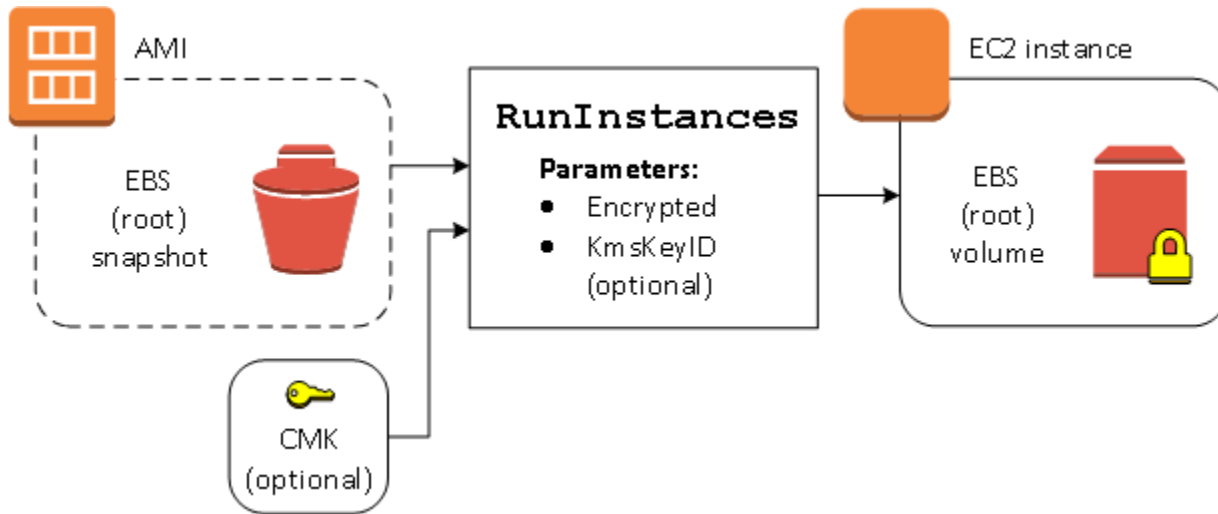 AMI
EBS
(root)
snapshot
CMK
(optional)
RunInstances
Parameters:
● Encrypted
● KmsKeyID
(optional)
EC2 instance
EBS
(root)
volume